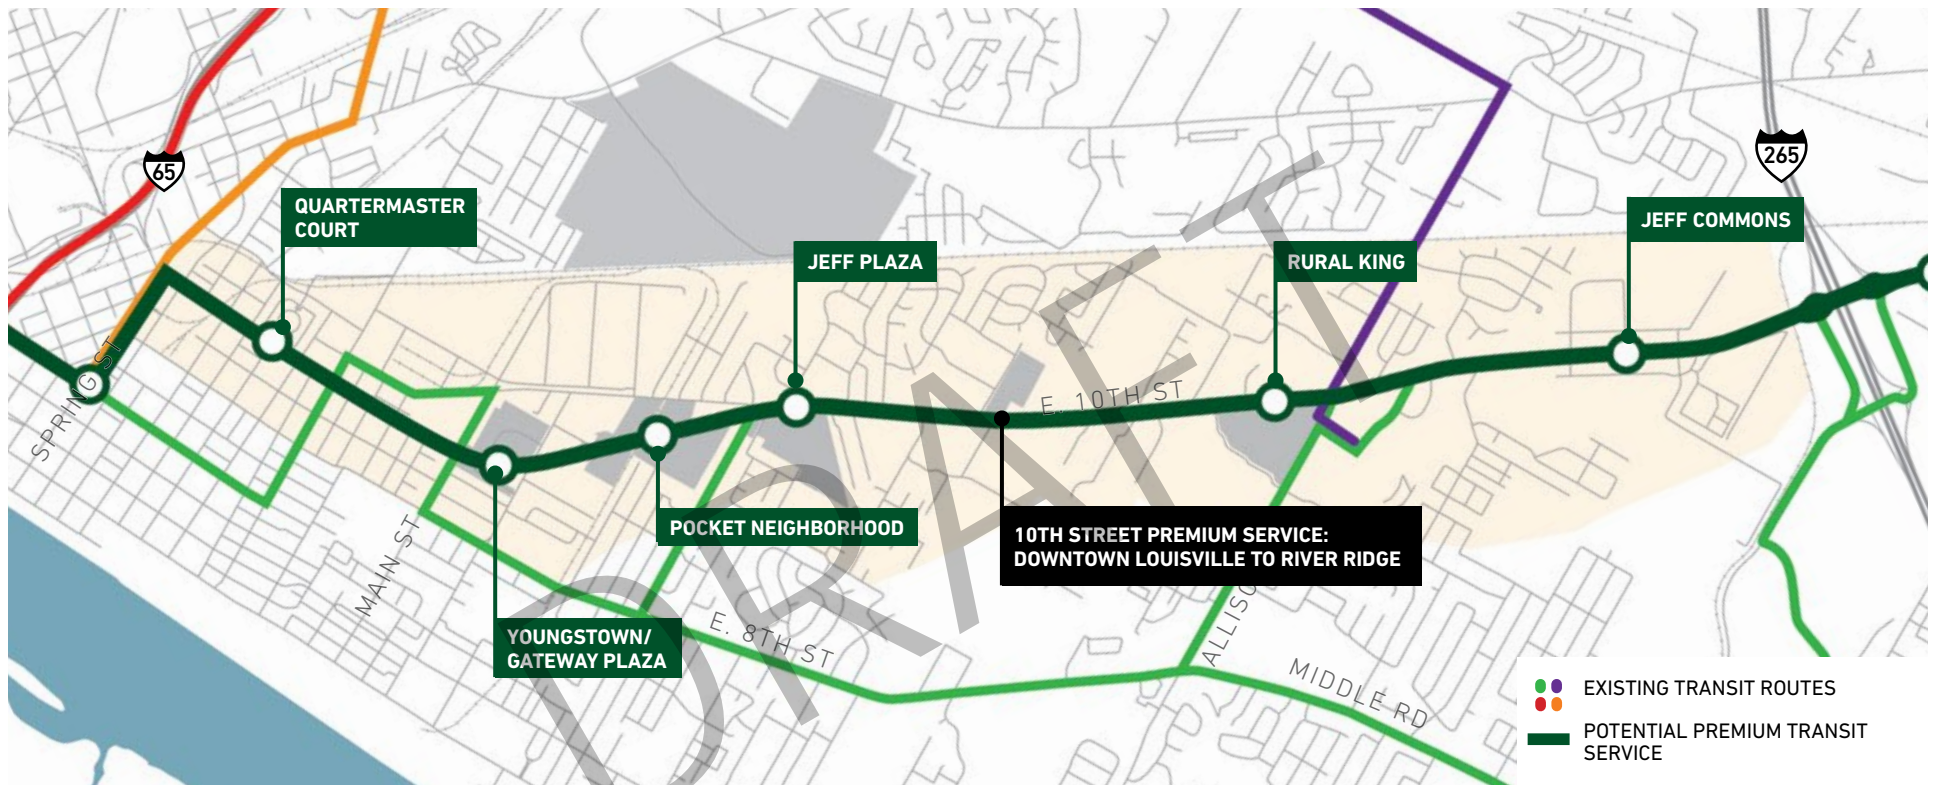 65
265
QUARTERMASTER
COURT
JEFF PLAZA
RURAL KING
JEFF COMMONS
SPRING ST
E. 10TH ST
POCKET NEIGHBORHOOD
10TH STREET PREMIUM SERVICE:
DOWNTOWN LOUISVILLE TO RIVER RIDGE
MAIN ST
YOUNGSTOWN/
GATEWAY PLAZA
E. 8TH ST
MIDDLE RD
DRAFT
EXISTING TRANSIT ROUTES
POTENTIAL PREMIUM TRANSIT
SERVICE